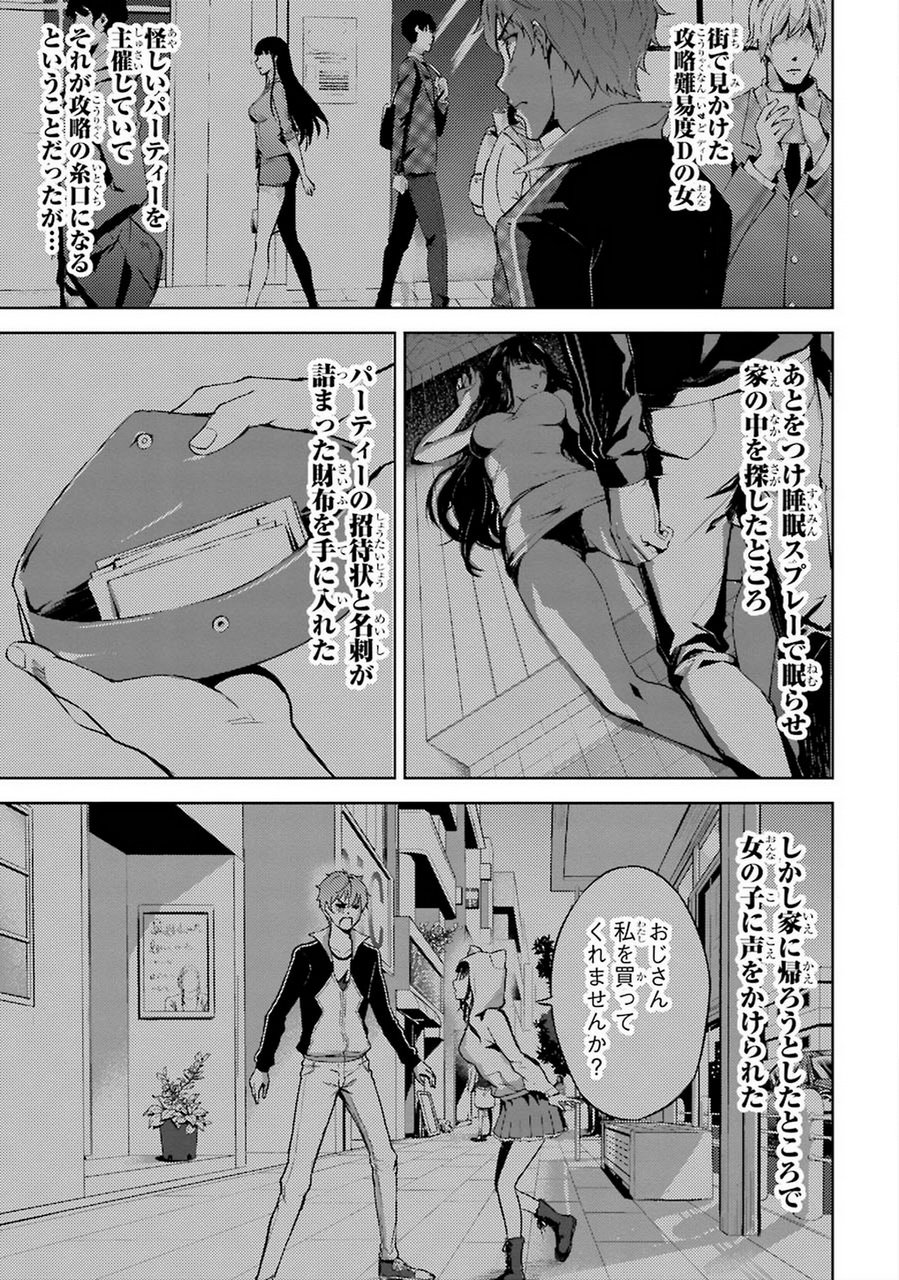 街で見かけた
攻略難易度Dの女
怪しいパーティーを
主催していて
それが攻略の糸口になる
ということだったが…
あとをつけ睡眠スプレーで眠らせ
家の中を探したところ
パーティーの招待状と名刺が
詰まった財布を手に入れた
しかし家に帰ろうとしたところで
女の子に声をかけられた
おじさん
私を買って
くれませんか?